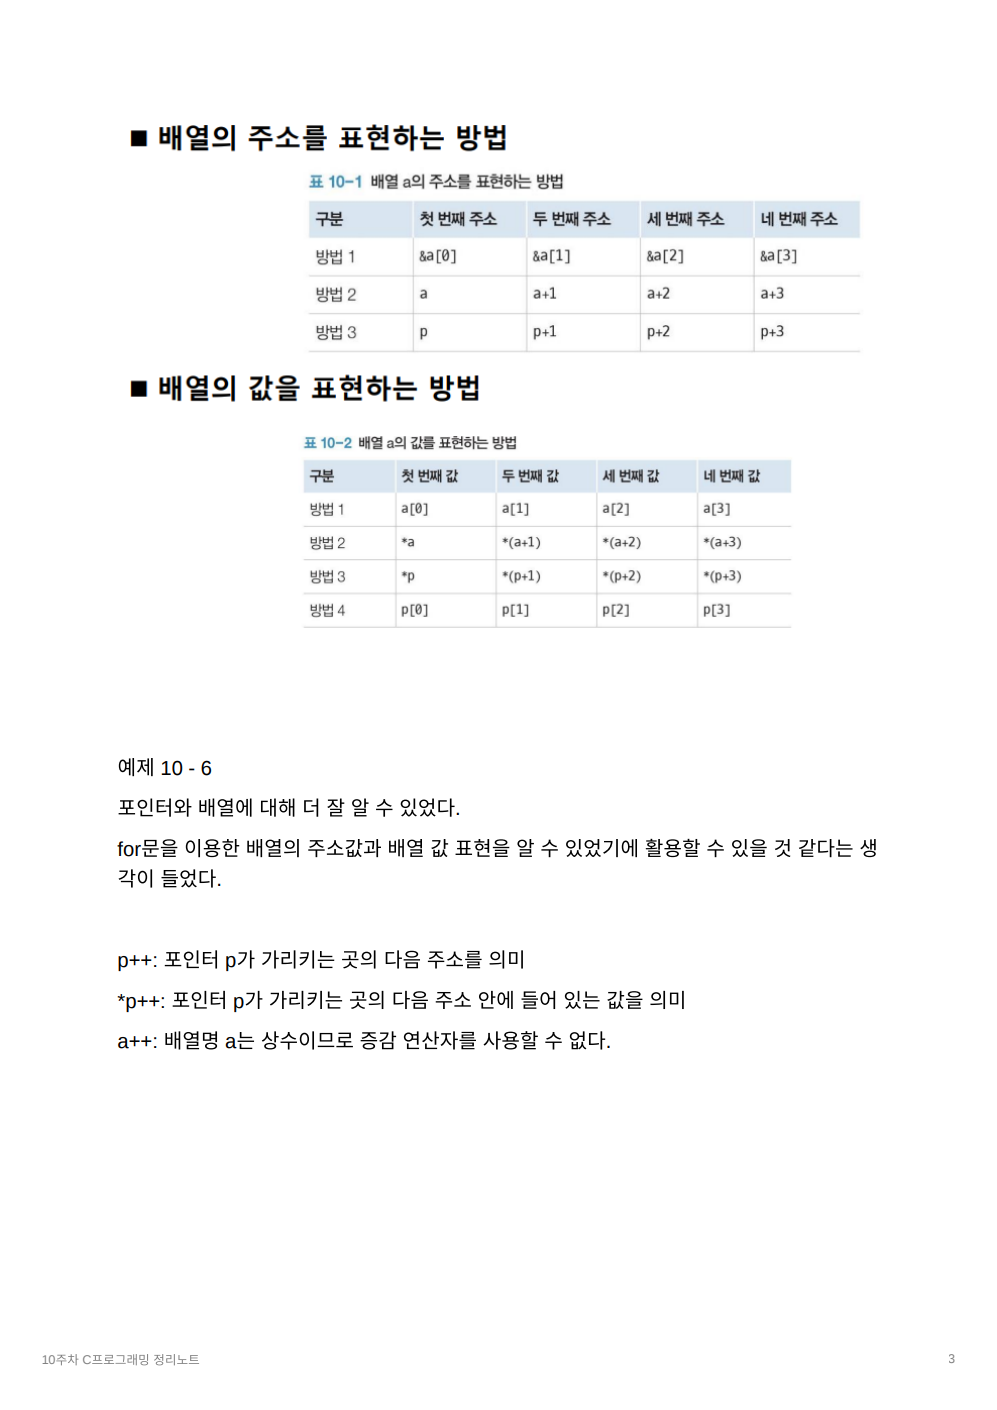 ■ 배열의 주소를 표현하는 방법
표 10-1 배열 a의 주소를 표현하는 방법
구분 첫 번째 주소 두 번째 주소 세 번째 주소 네 번째 주소
방법 1 &a[0] &a[1] &a[2] &a[3]
방법 2 a a+1 a+2 a+3
방법 3 p p+1 p+2 p+3
■ 배열의 값을 표현하는 방법
표 10-2 배열 a의 값를 표현하는 방법
구분 첫 번째 값 두 번째 값 세 번째 값 네 번째 값
방법 1 a[0] a[1] a[2] a[3]
방법 2 *a *(a+1) *(a+2) *(a+3)
방법 3 *p *(p+1) *(p+2) *(p+3)
방법 4 p[0] p[1] p[2] p[3]
예제 10 - 6
포인터와 배열에 대해 더 잘 알 수 있었다.
for문을 이용한 배열의 주소값과 배열 값 표현을 알 수 있었기에 활용할 수 있을 것 같다는 생
각이 들었다.
p++: 포인터 p가 가리키는 곳의 다음 주소를 의미
*p++: 포인터 p가 가리키는 곳의 다음 주소 안에 들어 있는 값을 의미
a++: 배열명 a는 상수이므로 증감 연산자를 사용할 수 없다.
10주차 C프로그래밍 정리노트 3